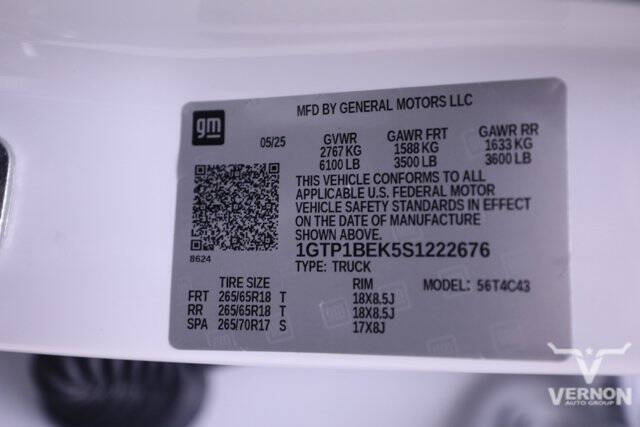 MFD BY GENERAL MOTORS LLC
gm
05/25 GVWR GAWR FRT GAWR RR
2767 KG 1588 KG 1633 KG
6100 LB 3500 LB 3600 LB
THIS VEHICLE CONFORMS TO ALL
APPLICABLE U.S. FEDERAL MOTOR
VEHICLE SAFETY STANDARDS IN EFFECT
ON THE DATE OF MANUFACTURE
SHOWN ABOVE.
8624
1GTP1BEK5S1222676
TYPE: TRUCK
TIRE SIZE RIM MODEL: 56T4C43
FRT 265/65R18 T 18X8.5J
RR 265/65R18 T 18X8.5J
SPA 265/70R17 S 17X8J
VERNON
AUTO GROUP